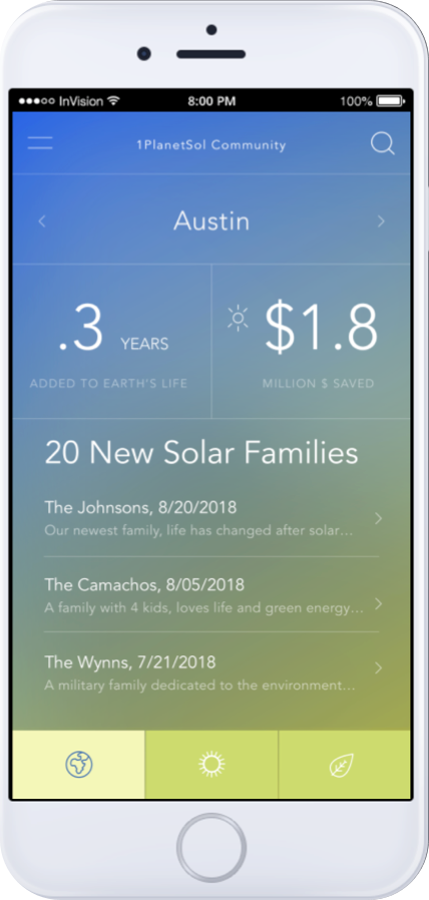 InVision 8:00 PM 100%
1PlanetSol Community
Austin
.3 YEARS $1.8
ADDED TO EARTH'S LIFE MILLION $ SAVED
20 New Solar Families
The Johnsons, 8/20/2018
Our newest family, life has changed after solar...
The Camachos, 8/05/2018
A family with 4 kids, loves life and green energy...
The Wynns, 7/21/2018
A military family dedicated to the environment...